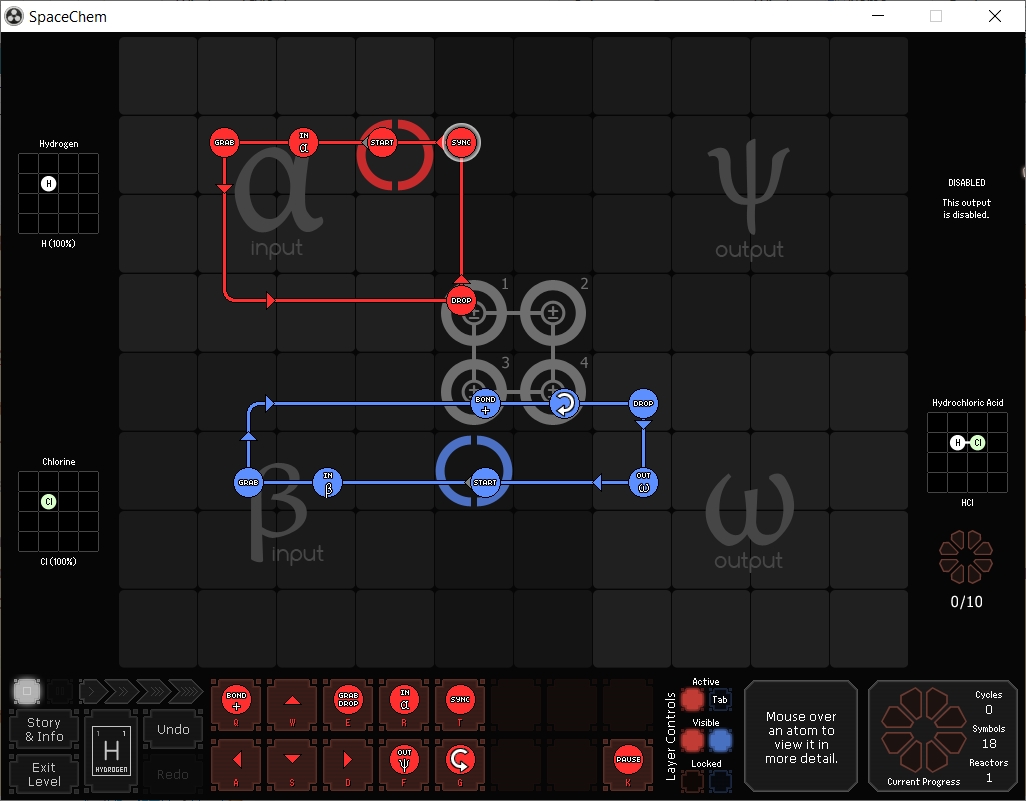 SpaceChem
Hydrogen
H
H (100%)
GRAB
IN
α
START
SYNC
α
input
ψ
output
DISABLED
This output
is disabled.
DROP
1
2
3
4
BOND
+
DROP
Hydrochloric Acid
H Cl
HCl
Chlorine
Cl
Cl (100%)
GRAB
IN
β
START
OUT
ω
β
input
ω
output
0/10
Story
& Info
Exit
Level
1 1
H
HYDROGEN
Undo
Redo
BOND
+
Q
W
GRAB
DROP
E
IN
α
R
SYNC
T
A
S
D
OUT
ψ
F
G
PAUSE
K
Layer Controls
Active
Tab
Visible
Locked
Mouse over
an atom to
view it in
more detail.
Current Progress
Cycles
0
Symbols
18
Reactors
1